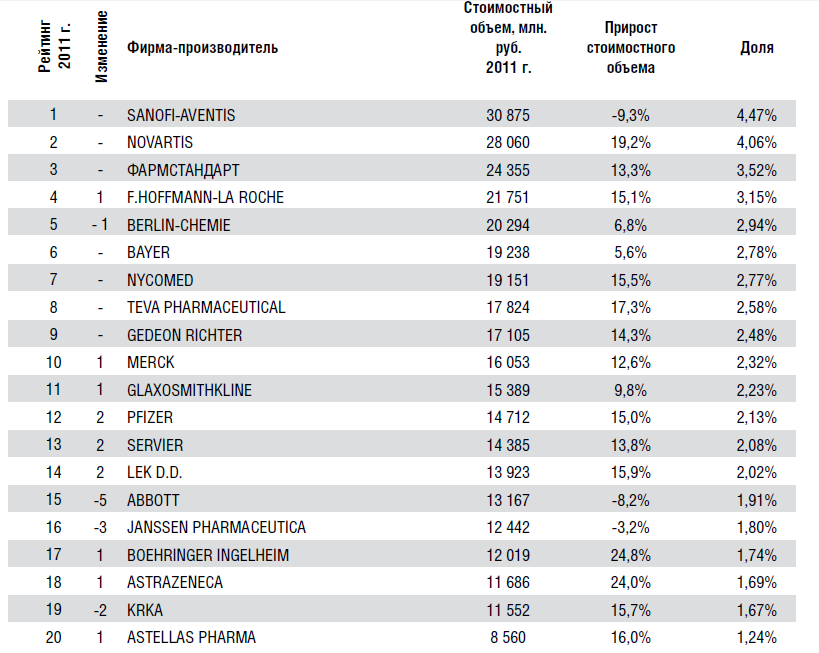 Рейтинг 2011 г. Изменение Фирма-производитель Стоимостный объем, млн. руб. 2011 г. Прирост стоимостного объема Доля
1 - SANOFI-AVENTIS 30 875 -9,3% 4,47%
2 - NOVARTIS 28 060 19,2% 4,06%
3 - ФАРМСТАНДАРТ 24 355 13,3% 3,52%
4 1 F.HOFFMANN-LA ROCHE 21 751 15,1% 3,15%
5 - 1 BERLIN-CHEMIE 20 294 6,8% 2,94%
6 - BAYER 19 238 5,6% 2,78%
7 - NYCOMED 19 151 15,5% 2,77%
8 - TEVA PHARMACEUTICAL 17 824 17,3% 2,58%
9 - GEDEON RICHTER 17 105 14,3% 2,48%
10 1 MERCK 16 053 12,6% 2,32%
11 1 GLAXOSMITHKLINE 15 389 9,8% 2,23%
12 2 PFIZER 14 712 15,0% 2,13%
13 2 SERVIER 14 385 13,8% 2,08%
14 2 LEK D.D. 13 923 15,9% 2,02%
15 -5 ABBOTT 13 167 -8,2% 1,91%
16 -3 JANSSEN PHARMACEUTICA 12 442 -3,2% 1,80%
17 1 BOEHRINGER INGELHEIM 12 019 24,8% 1,74%
18 1 ASTRAZENECA 11 686 24,0% 1,69%
19 -2 KRKA 11 552 15,7% 1,67%
20 1 ASTELLAS PHARMA 8 560 16,0% 1,24%